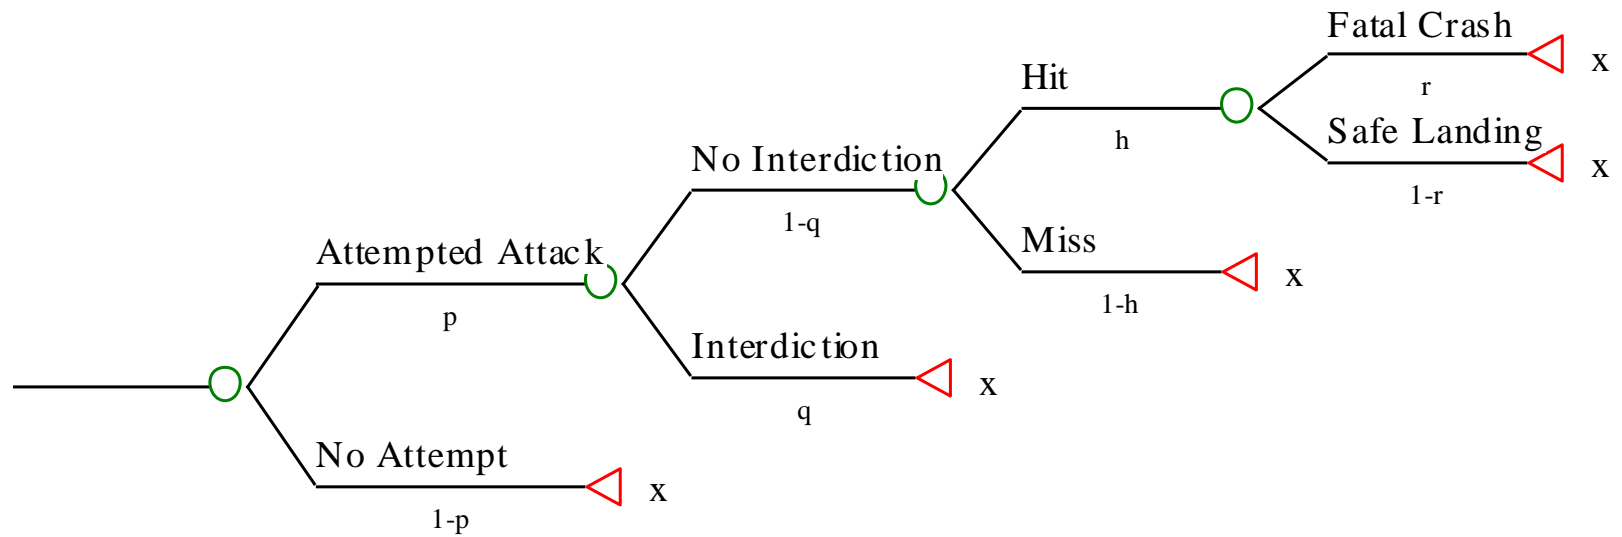 Fatal Crash
x
r
Hit
Safe Landing
x
h
1-r
No Interdiction
1-q
Miss
x
1-h
Attempted Attack
p
Interdiction
x
q
No Attempt
x
1-p